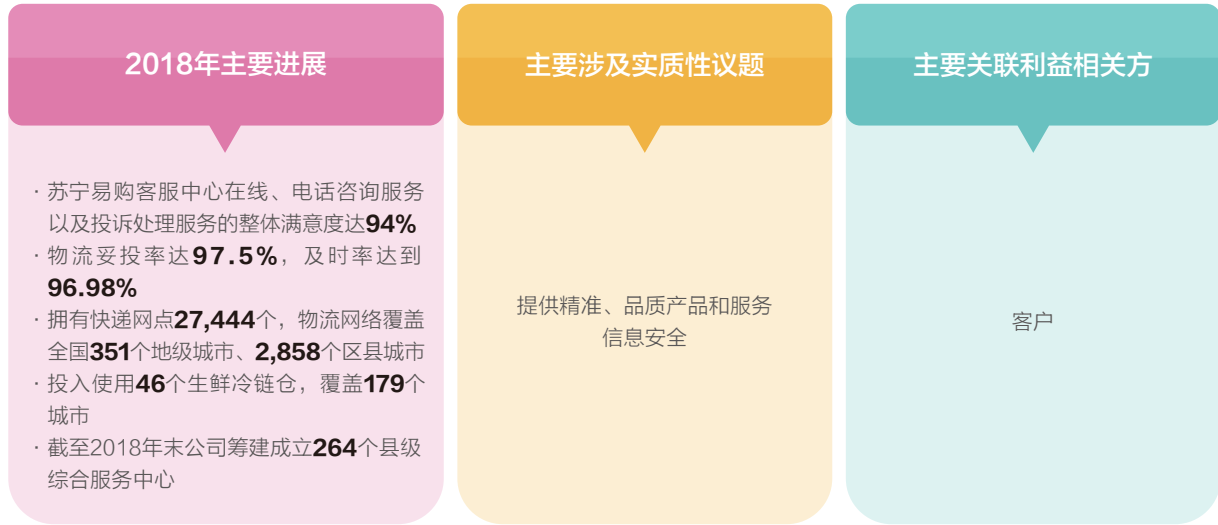 2018年主要进展
· 苏宁易购客服中心在线、电话咨询服务
以及投诉处理服务的整体满意度达94%
· 物流妥投率达97.5%，及时率达到
96.98%
· 拥有快递网点27,444个，物流网络覆盖
全国351个地级城市、2,858个区县城市
· 投入使用46个生鲜冷链仓，覆盖179个
城市
· 截至2018年末公司筹建成立264个县级
综合服务中心
主要涉及实质性议题
提供精准、品质产品和服务
信息安全
主要关联利益相关方
客户